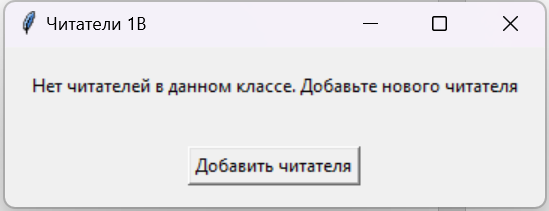 Читатели 1В
Нет читателей в данном классе. Добавьте нового читателя
Добавить читателя